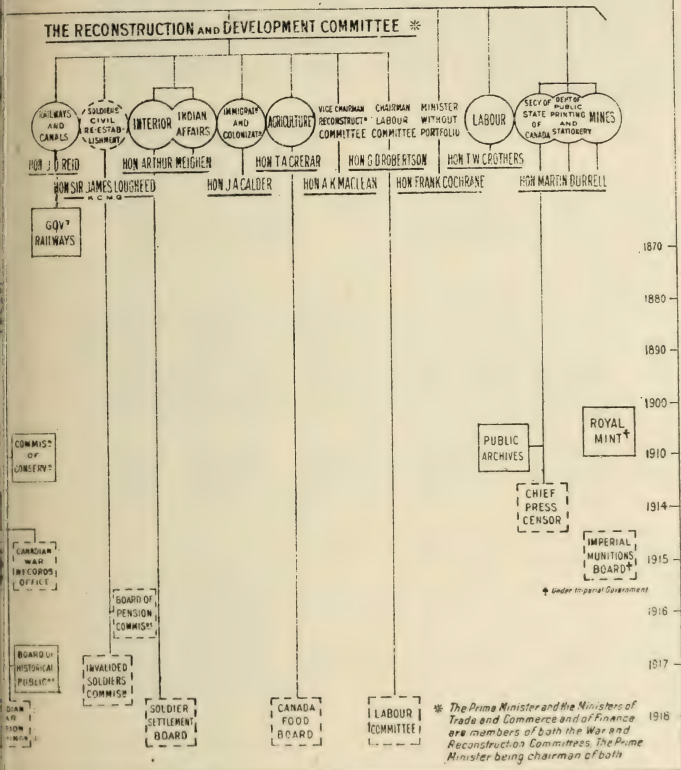 THE RECONSTRUCTION AND DEVELOPMENT COMMITTEE *
RAILWAYS
AND
CANALS
SOLDIERS'
CIVIL
RE-ESTAB-
LISHMENT
INTERIOR
INDIAN
AFFAIRS
IMMIGRATN
AND
COLONIZATN
AGRICULTURE
VICE CHAIRMAN
RECONSTRUCTN
COMMITTEE
CHAIRMAN
LABOUR
COMMITTEE
MINISTER
WITHOUT
PORTFOLIO
LABOUR
SECY OF
STATE
OF
CANADA
DEPT OF
PUBLIC
PRINTING
AND
STATIONERY
MINES
HON J D REID
HON SIR JAMES LOUGHEED
K C M G
HON ARTHUR MEIGHEN
HON J A CALDER
HON T A CRERAR
HON A K MACLEAN
HON G D ROBERTSON
HON FRANK COCHRANE
HON T W CROTHERS
HON MARTIN BURRELL
GOVT
RAILWAYS
1870
1880
1890
1900
ROYAL
MINT†
PUBLIC
ARCHIVES
1910
COMMISN
OF
CONSERVN
CHIEF
PRESS
CENSOR
1914
CANADIAN
WAR
RECORDS
OFFICE
IMPERIAL
MUNITIONS
BOARD†
1915
† Under Imperial Government
BOARD OF
PENSION
COMMISRS
1916
BOARD OF
HISTORICAL
PUBLICNS
INVALIDED
SOLDIERS
COMMISN
1917
SOLDIER
SETTLEMENT
BOARD
CANADA
FOOD
BOARD
LABOUR
COMMITTEE
1918
* The Prime Minister and the Ministers of
Trade and Commerce and of Finance
are members of both the War and
Reconstruction Committees, The Prime
Minister being chairman of both